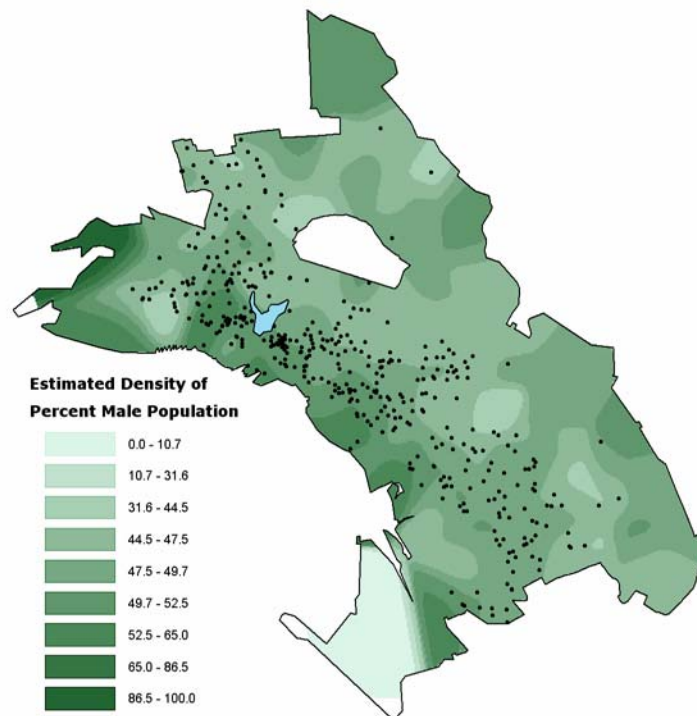 Estimated Density of
Percent Male Population
0.0 - 10.7
10.7 - 31.6
31.6 - 44.5
44.5 - 47.5
47.5 - 49.7
49.7 - 52.5
52.5 - 65.0
65.0 - 86.5
86.5 - 100.0